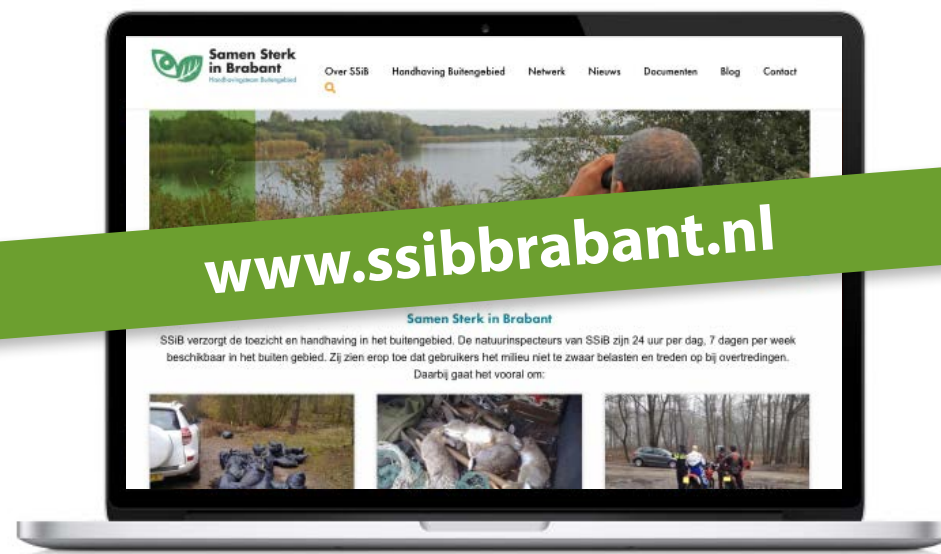 Samen Sterk
in Brabant
Handhavingsteam Buitengebied
Over SSiB Handhaving Buitengebied Netwerk Nieuws Documenten Blog Contact
www.ssibbrabant.nl
Samen Sterk in Brabant
SSiB verzorgt de toezicht en handhaving in het buitengebied. De natuurinspecteurs van SSiB zijn 24 uur per dag, 7 dagen per week
beschikbaar in het buiten gebied. Zij zien erop toe dat gebruikers het milieu niet te zwaar belasten en treden op bij overtredingen.
Daarbij gaat het vooral om: